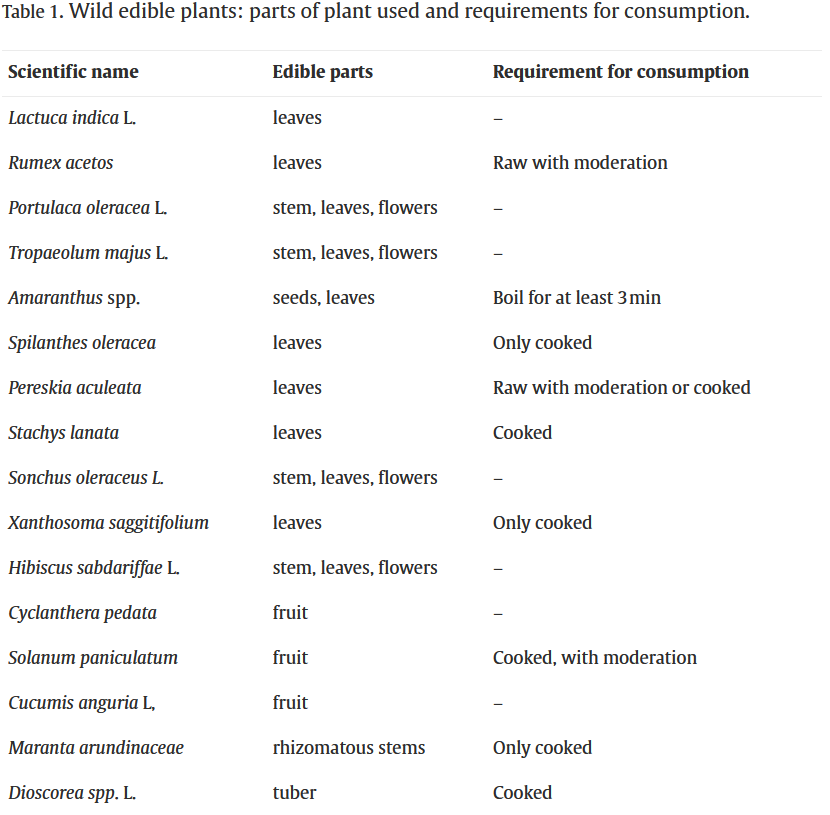 Table 1. Wild edible plants: parts of plant used and requirements for consumption.
Scientific name Edible parts Requirement for consumption
Lactuca indica L. leaves –
Rumex acetos leaves Raw with moderation
Portulaca oleracea L. stem, leaves, flowers –
Tropaeolum majus L. stem, leaves, flowers –
Amaranthus spp. seeds, leaves Boil for at least 3 min
Spilanthes oleracea leaves Only cooked
Pereskia aculeata leaves Raw with moderation or cooked
Stachys lanata leaves Cooked
Sonchus oleraceus L. stem, leaves, flowers –
Xanthosoma saggitifolium leaves Only cooked
Hibiscus sabdariffae L. stem, leaves, flowers –
Cyclanthera pedata fruit –
Solanum paniculatum fruit Cooked, with moderation
Cucumis anguria L, fruit –
Maranta arundinaceae rhizomatous stems Only cooked
Dioscorea spp. L. tuber Cooked